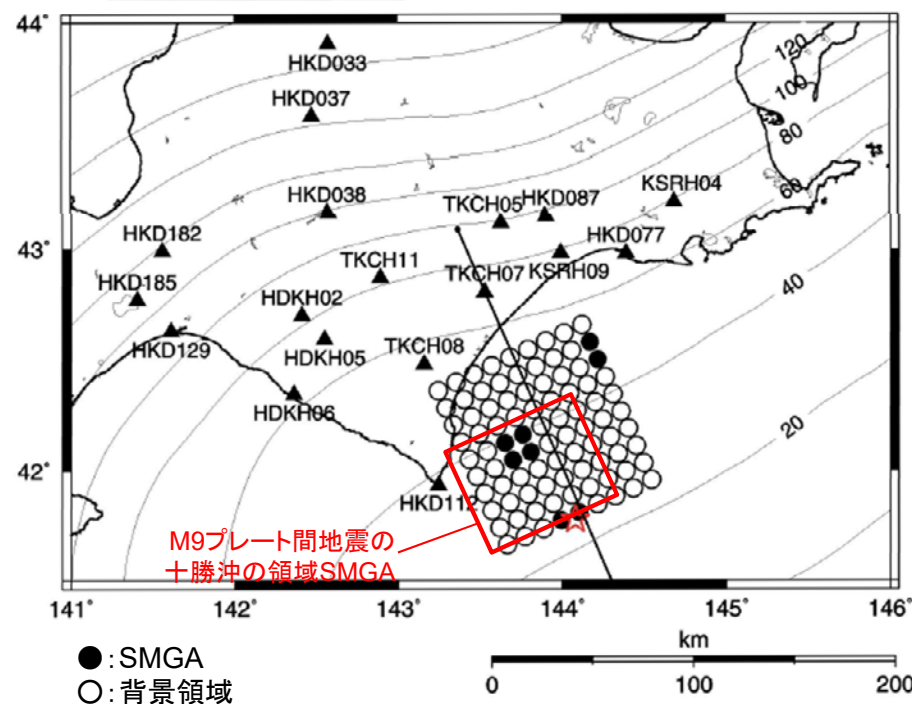 44°
HKD033
HKD037
HKD038
HKD182
HKD185
HKD129
TKCH11
HDKH02
HDKH05
HDKH06
TKCH05
HKD087
KSRH04
HKD077
KSRH09
TKCH07
TKCH08
HKD112
120
100
80
60
40
20
43°
42°
M9プレート間地震の
十勝沖の領域SMGA
141° 142° 143° 144° 145° 146°
●:SMGA
○:背景領域
km
0 100 200